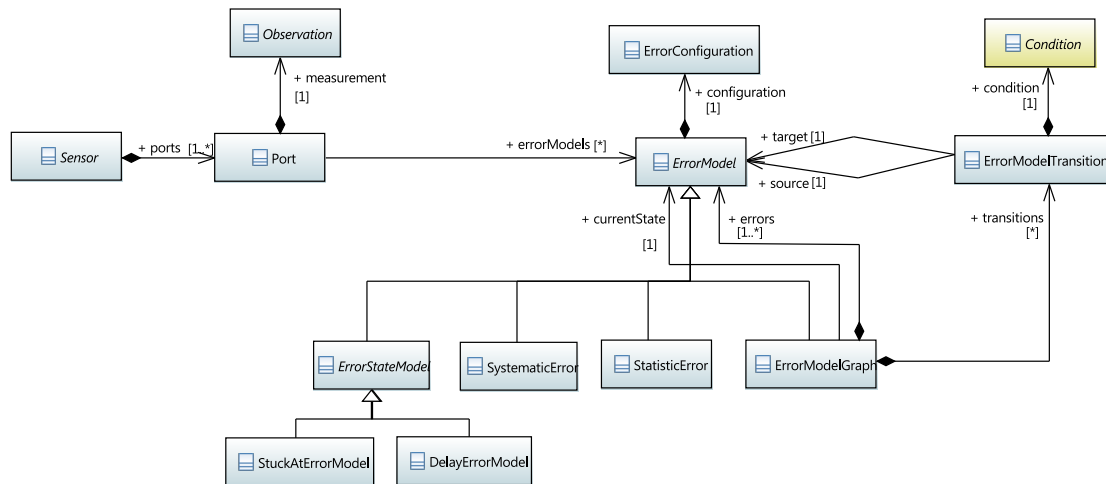 Observation
ErrorConfiguration
Condition
+ measurement
[1]
+ configuration
[1]
+ condition
[1]
Sensor
+ ports [1..*]
Port
+ errorModels [*]
ErrorModel
+ target [1]
+ source [1]
ErrorModelTransition
+ currentState
[1]
+ errors
[1..*]
+ transitions
[*]
ErrorStateModel
SystematicError
StatisticError
ErrorModelGraph
StuckAtErrorModel
DelayErrorModel